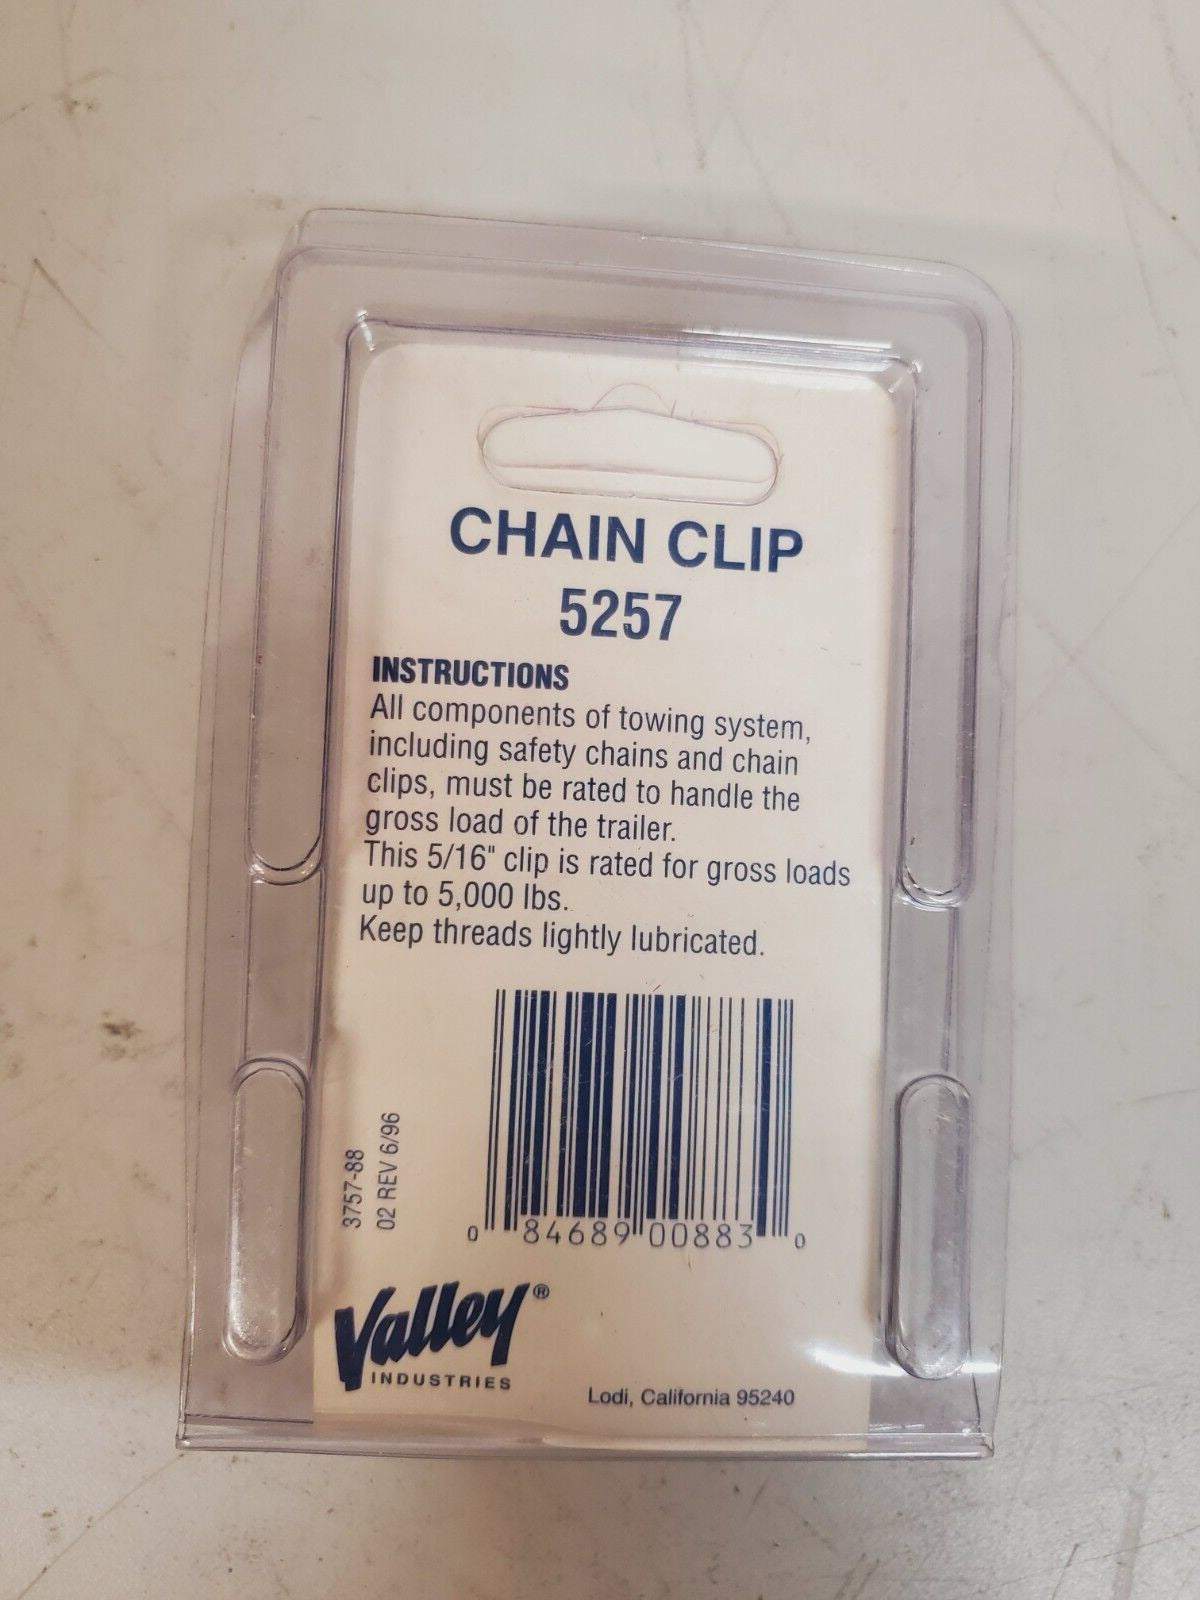 CHAIN CLIP
5257
INSTRUCTIONS
All components of towing system,
including safety chains and chain
clips, must be rated to handle the
gross load of the trailer.
This 5/16" clip is rated for gross loads
up to 5,000 lbs.
Keep threads lightly lubricated.
3757-88
02 REV 6/96
0 84689 00883 0
Valley®
INDUSTRIES
Lodi, California 95240